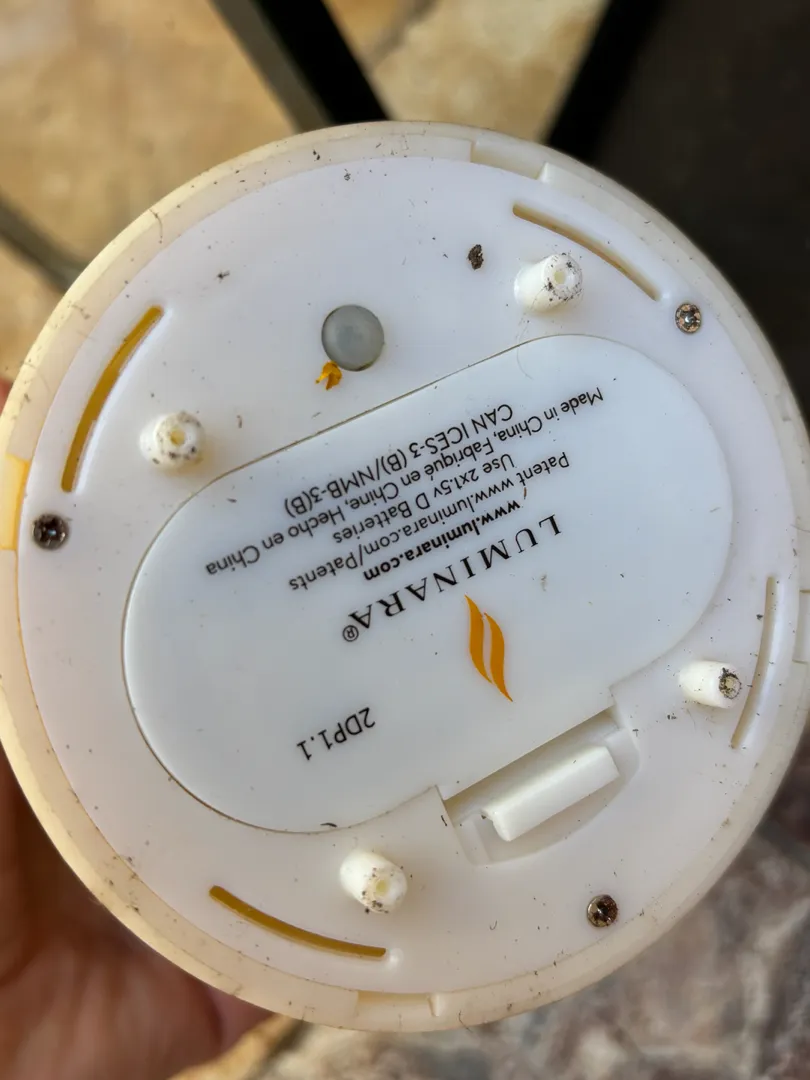 2DP1.1
LUMINARA®
www.luminara.com
Patent www.luminara.com/Patents
Use 2x1.5v D Batteries
Made in China, Fabriqué en Chine, Hecho en China
CAN ICES-3 (B)/NMB-3(B)